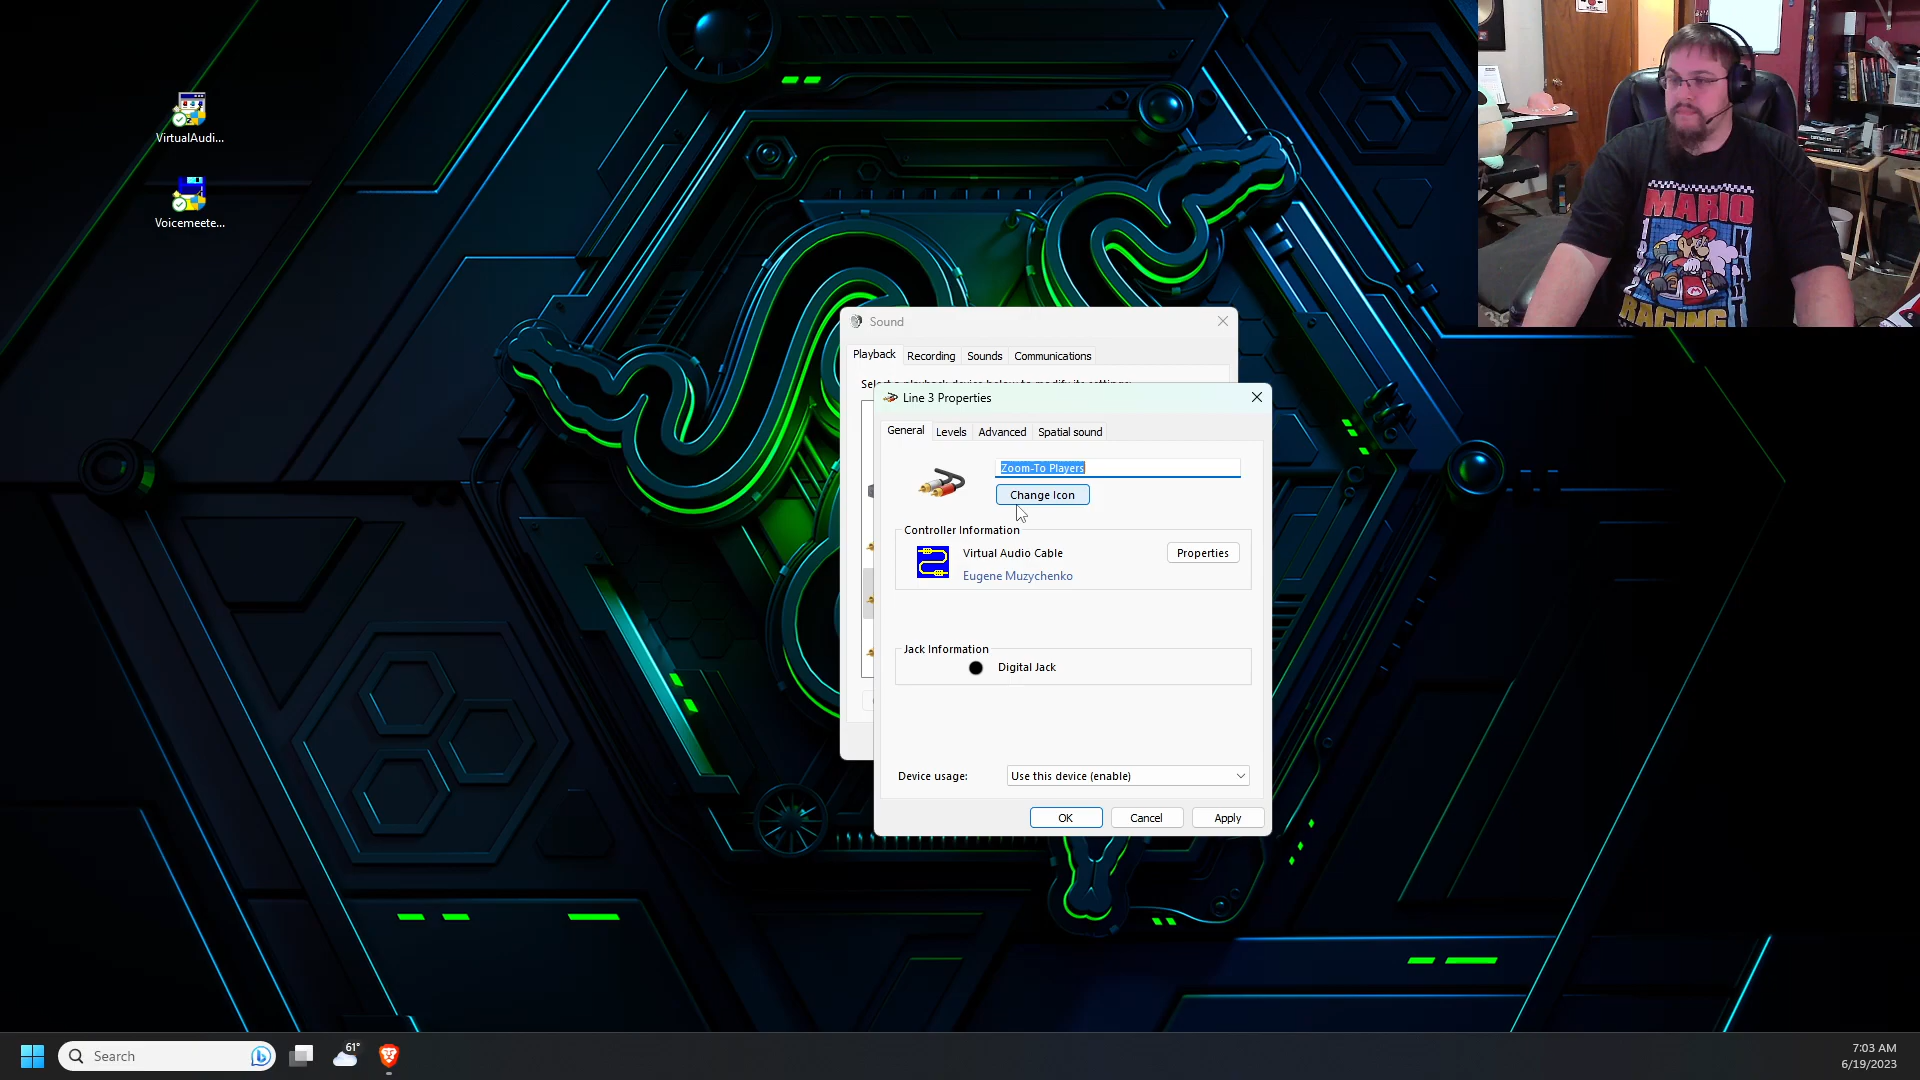 VirtualAudi...
Voicemeete...
MARIO
RACING
Sound
Playback
Recording
Sounds
Communications
Line 3 Properties
General
Levels
Advanced
Spatial sound
Zoom-To Players
Change Icon
Controller Information
Virtual Audio Cable
Properties
Eugene Muzychenko
Jack Information
Digital Jack
Device usage:
Use this device (enable)
OK
Cancel
Apply
Search
61°
7:03 AM
6/19/2023